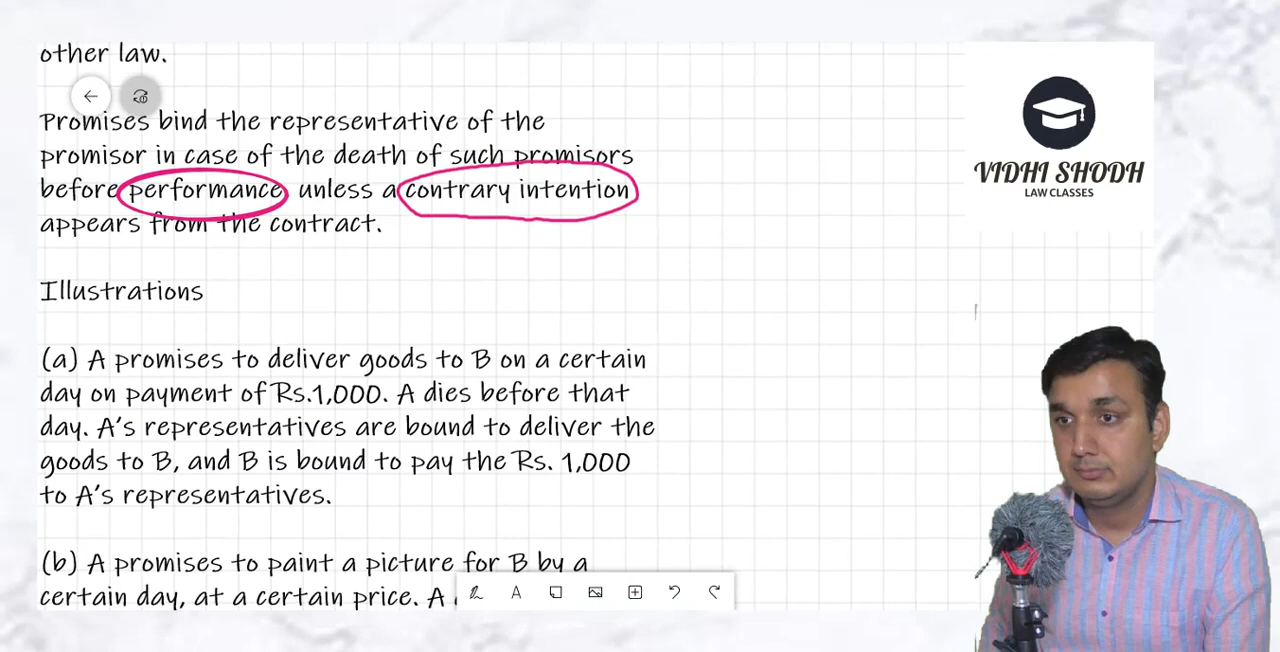 other law.
Promises bind the representative of the
promisor in case of the death of such promisors
before performance, unless a contrary intention
appears from the contract.
Illustrations
(a) A promises to deliver goods to B on a certain
day on payment of Rs.1,000. A dies before that
day. A's representatives are bound to deliver the
goods to B, and B is bound to pay the Rs. 1,000
to A's representatives.
(b) A promises to paint a picture for B by a
certain day, at a certain price. A
VIDHI SHODH
LAW CLASSES